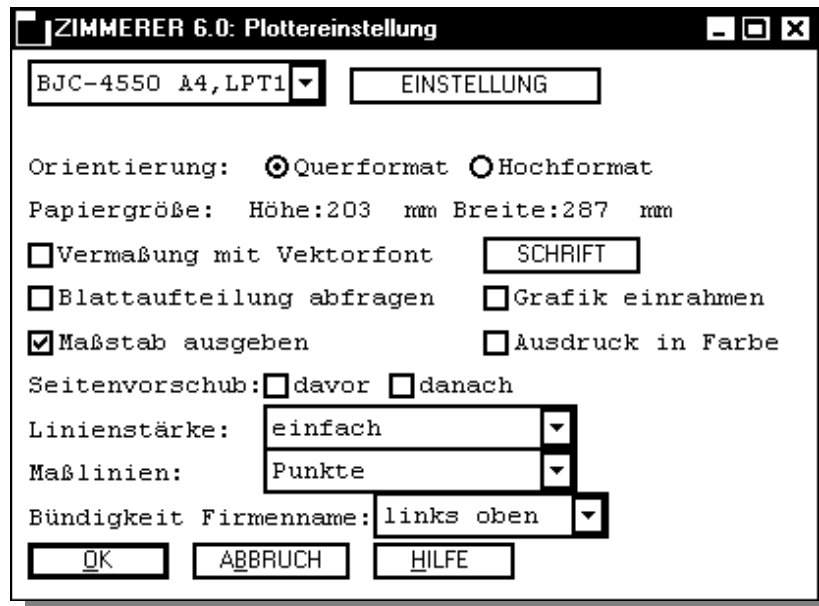 ZIMMERER 6.0: Plottereinstellung
BJC-4550 A4,LPT1 EINSTELLUNG
Orientierung: Querformat Hochformat
Papiergröße: Höhe:203 mm Breite:287 mm
Vermaßung mit Vektorfont SCHRIFT
Blattaufteilung abfragen Grafik einrahmen
Maßstab ausgeben Ausdruck in Farbe
Seitenvorschub: davor danach
Linienstärke: einfach
Maßlinien: Punkte
Bündigkeit Firmenname: links oben
OK ABBRUCH HILFE